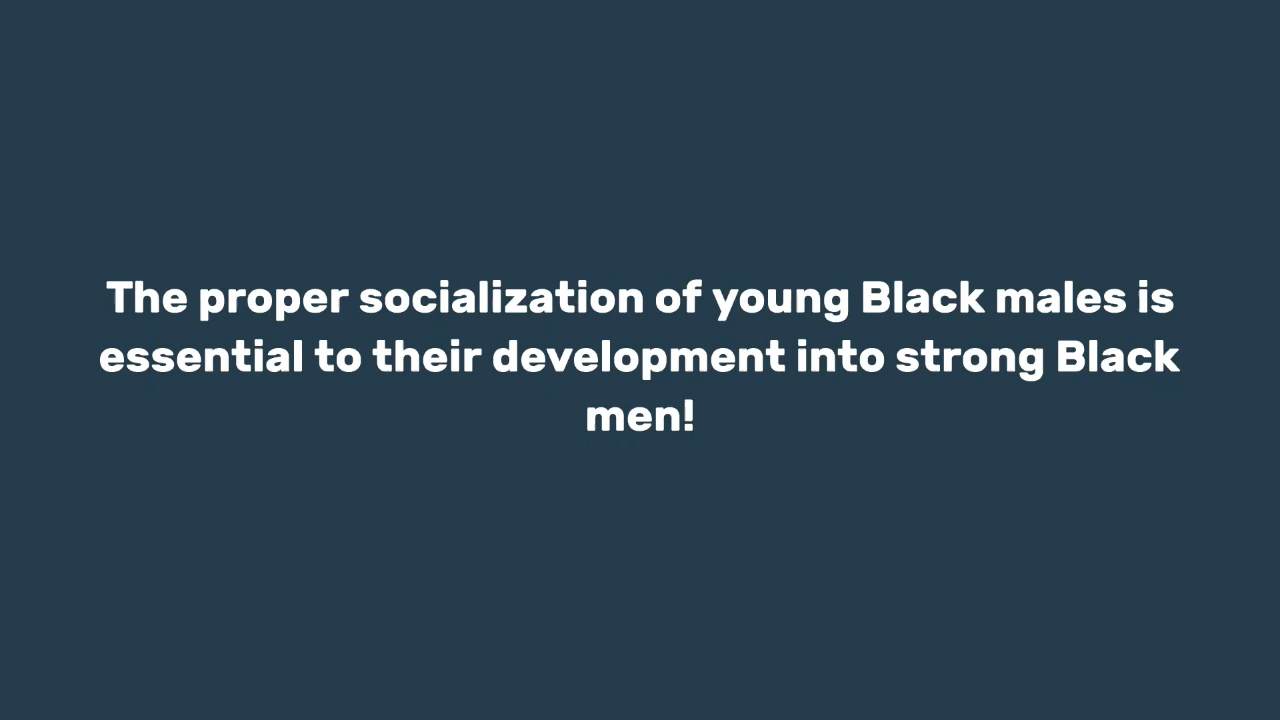 The proper socialization of young Black males is
essential to their development into strong Black
men!